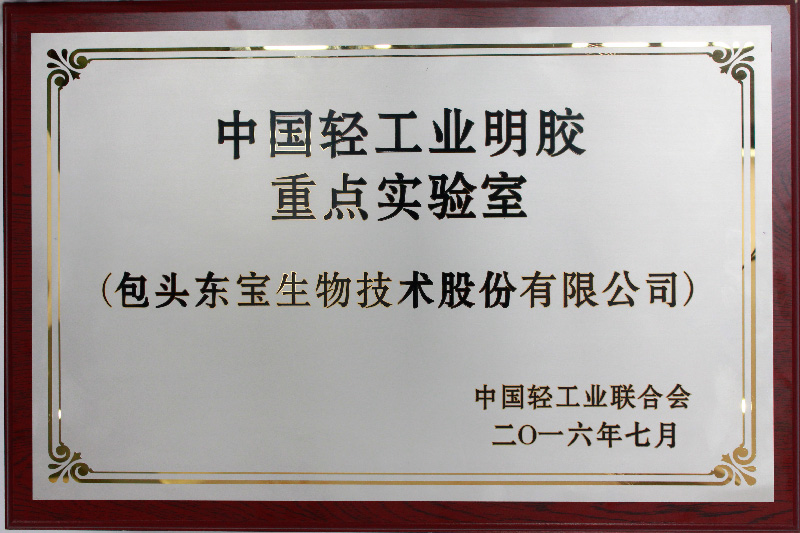 中国轻工业明胶
重点实验室
(包头东宝生物技术股份有限公司)
中国轻工业联合会
二〇一六年七月